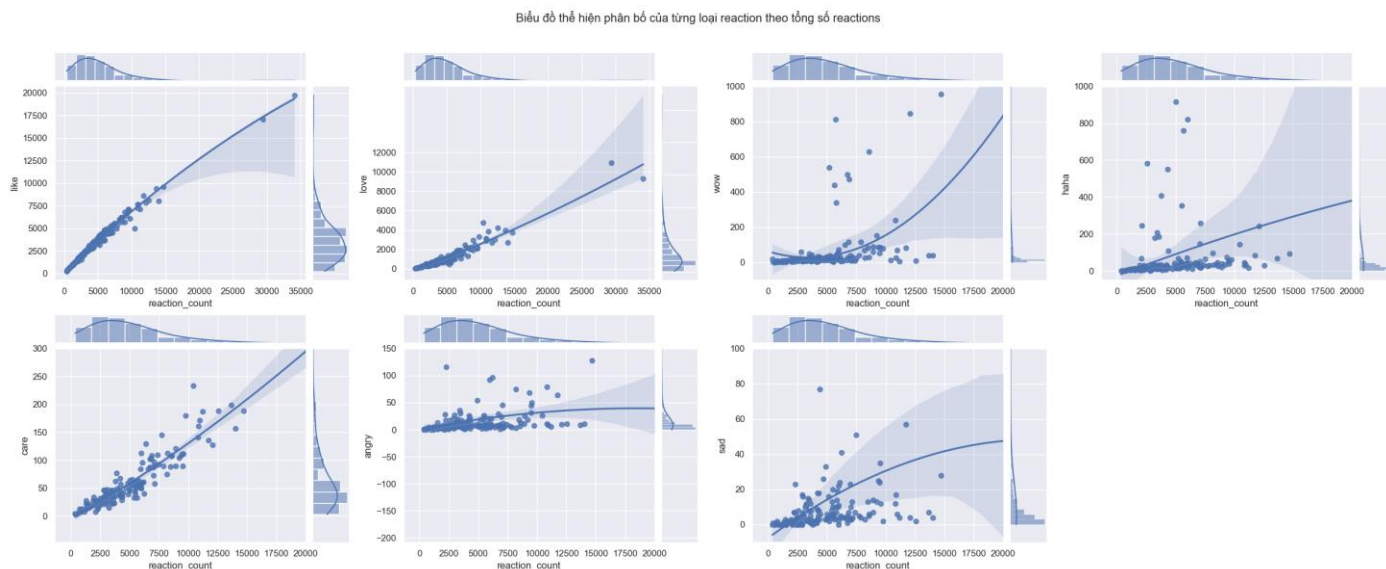 Biểu đồ thể hiện phân bố của từng loại reaction theo tổng số reactions
20000
17500
15000
12500
10000
7500
5000
2500
0
like
0 5000 10000 15000 20000 25000 30000 35000
reaction_count
12000
10000
8000
6000
4000
2000
0
love
0 5000 10000 15000 20000 25000 30000 35000
reaction_count
1000
800
600
400
200
0
wow
0 2500 5000 7500 10000 12500 15000 17500 20000
reaction_count
1000
800
600
400
200
0
haha
0 2500 5000 7500 10000 12500 15000 17500 20000
reaction_count
300
250
200
150
100
50
0
care
0 2500 5000 7500 10000 12500 15000 17500 20000
reaction_count
150
100
50
0
−50
−100
−150
−200
angry
0 2500 5000 7500 10000 12500 15000 17500 20000
reaction_count
100
80
60
40
20
0
sad
0 2500 5000 7500 10000 12500 15000 17500 20000
reaction_count